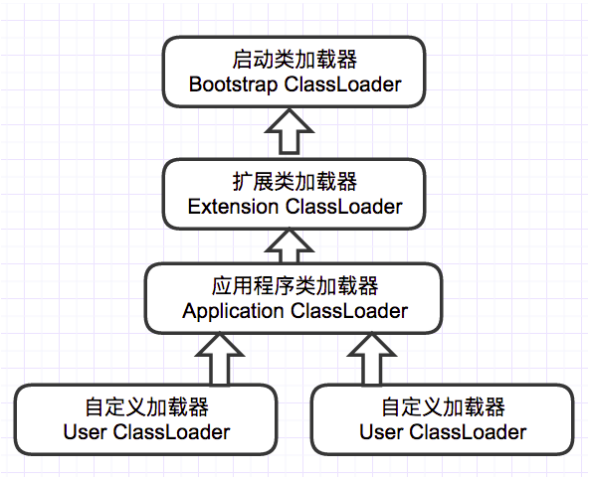 启动类加载器
Bootstrap ClassLoader
扩展类加载器
Extension ClassLoader
应用程序类加载器
Application ClassLoader
自定义加载器
User ClassLoader
自定义加载器
User ClassLoader